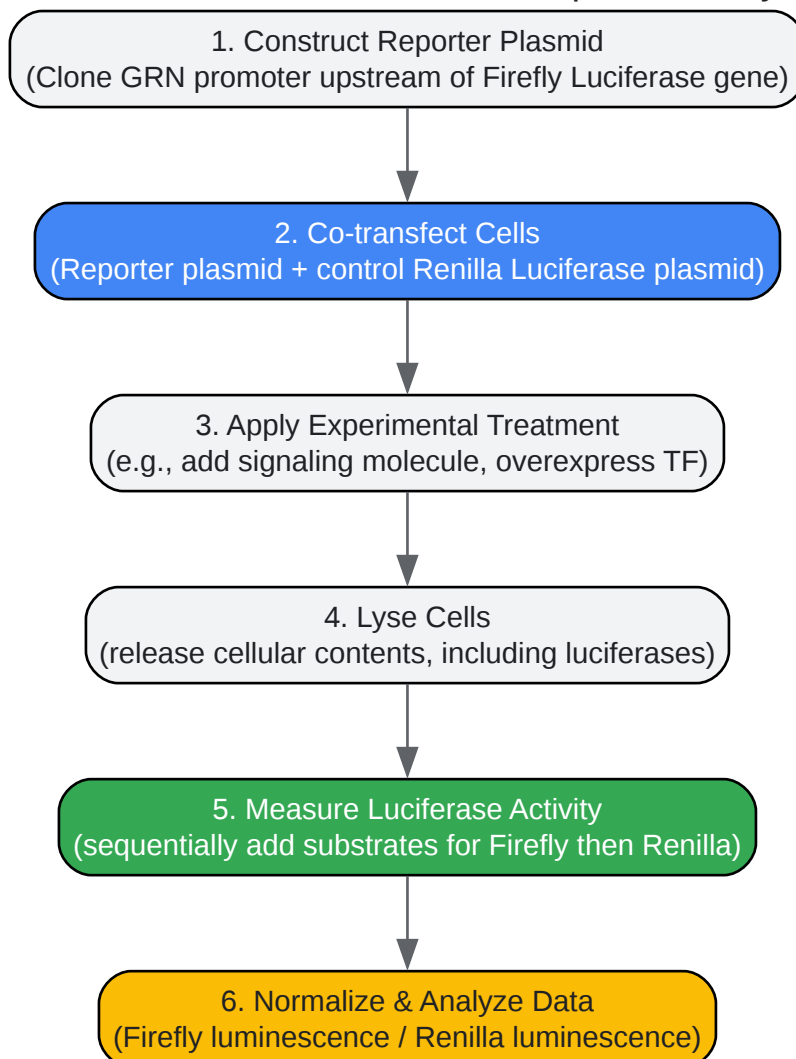 1. Construct Reporter Plasmid
(Clone GRN promoter upstream of Firefly Luciferase gene)
2. Co-transfect Cells
(Reporter plasmid + control Renilla Luciferase plasmid)
3. Apply Experimental Treatment
(e.g., add signaling molecule, overexpress TF)
4. Lyse Cells
(release cellular contents, including luciferases)
5. Measure Luciferase Activity
(sequentially add substrates for Firefly then Renilla)
6. Normalize & Analyze Data
(Firefly luminescence / Renilla luminescence)